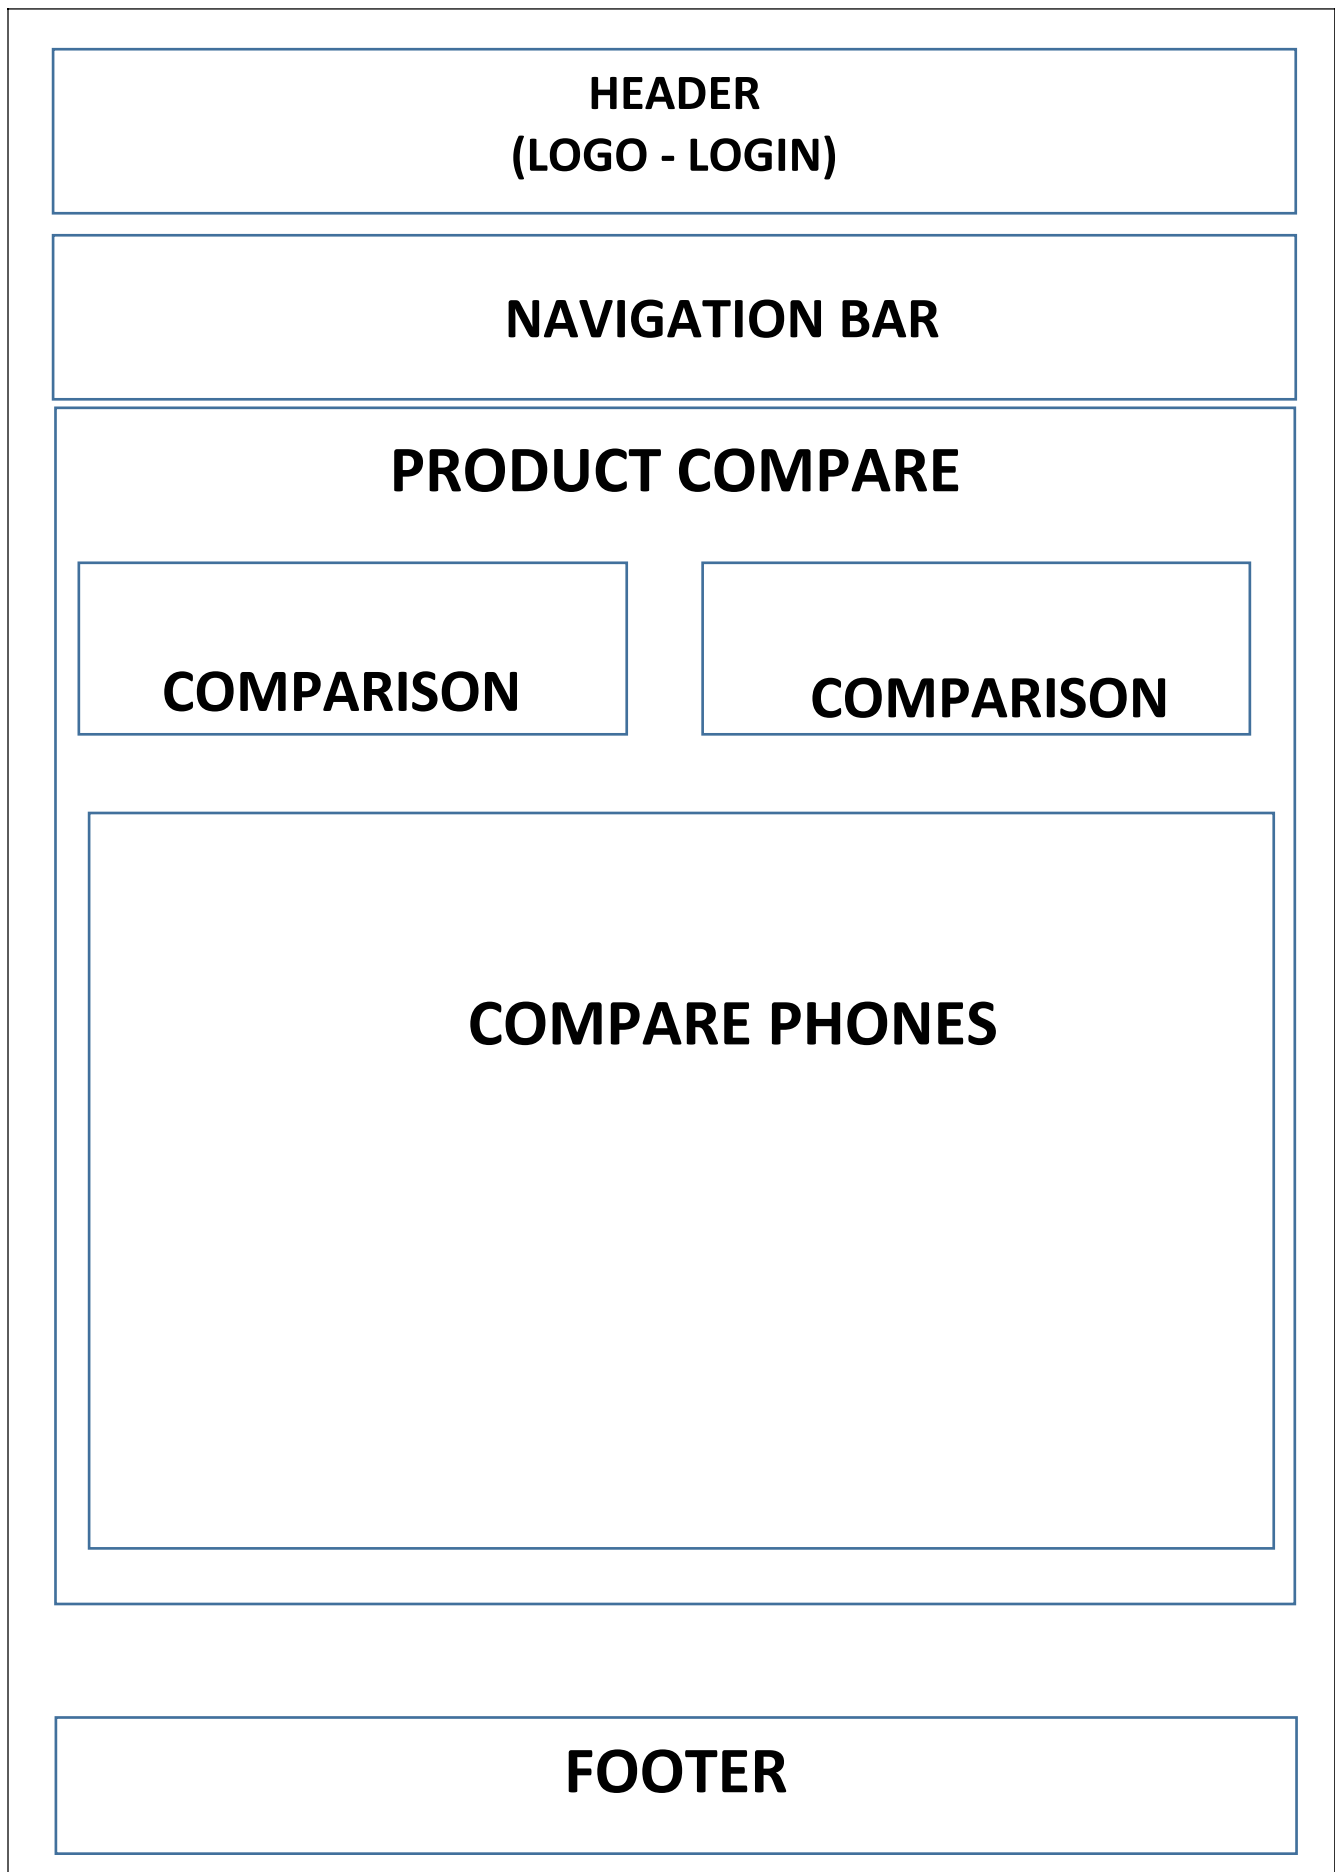 HEADER
(LOGO - LOGIN)
NAVIGATION BAR
PRODUCT COMPARE
COMPARISON
COMPARISON
COMPARE PHONES
FOOTER